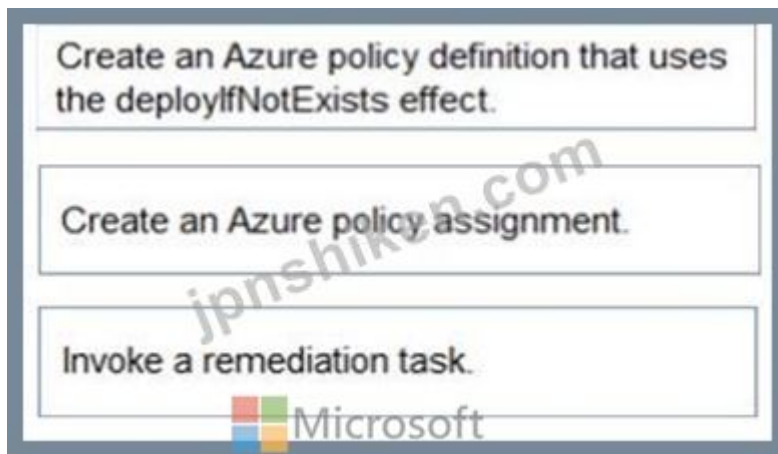 Create an Azure policy definition that uses
the deployIfNotExists effect.
Create an Azure policy assignment.
jpnshiken.com
Invoke a remediation task.
Microsoft